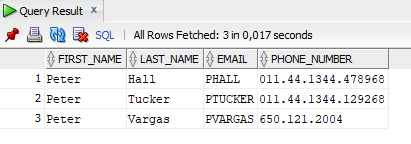 Query Result ×
SQL | All Rows Fetched: 3 in 0,017 seconds
FIRST_NAME LAST_NAME EMAIL PHONE_NUMBER
1 Peter Hall PHALL 011.44.1344.478968
2 Peter Tucker PTUCKER 011.44.1344.129268
3 Peter Vargas PVARGAS 650.121.2004